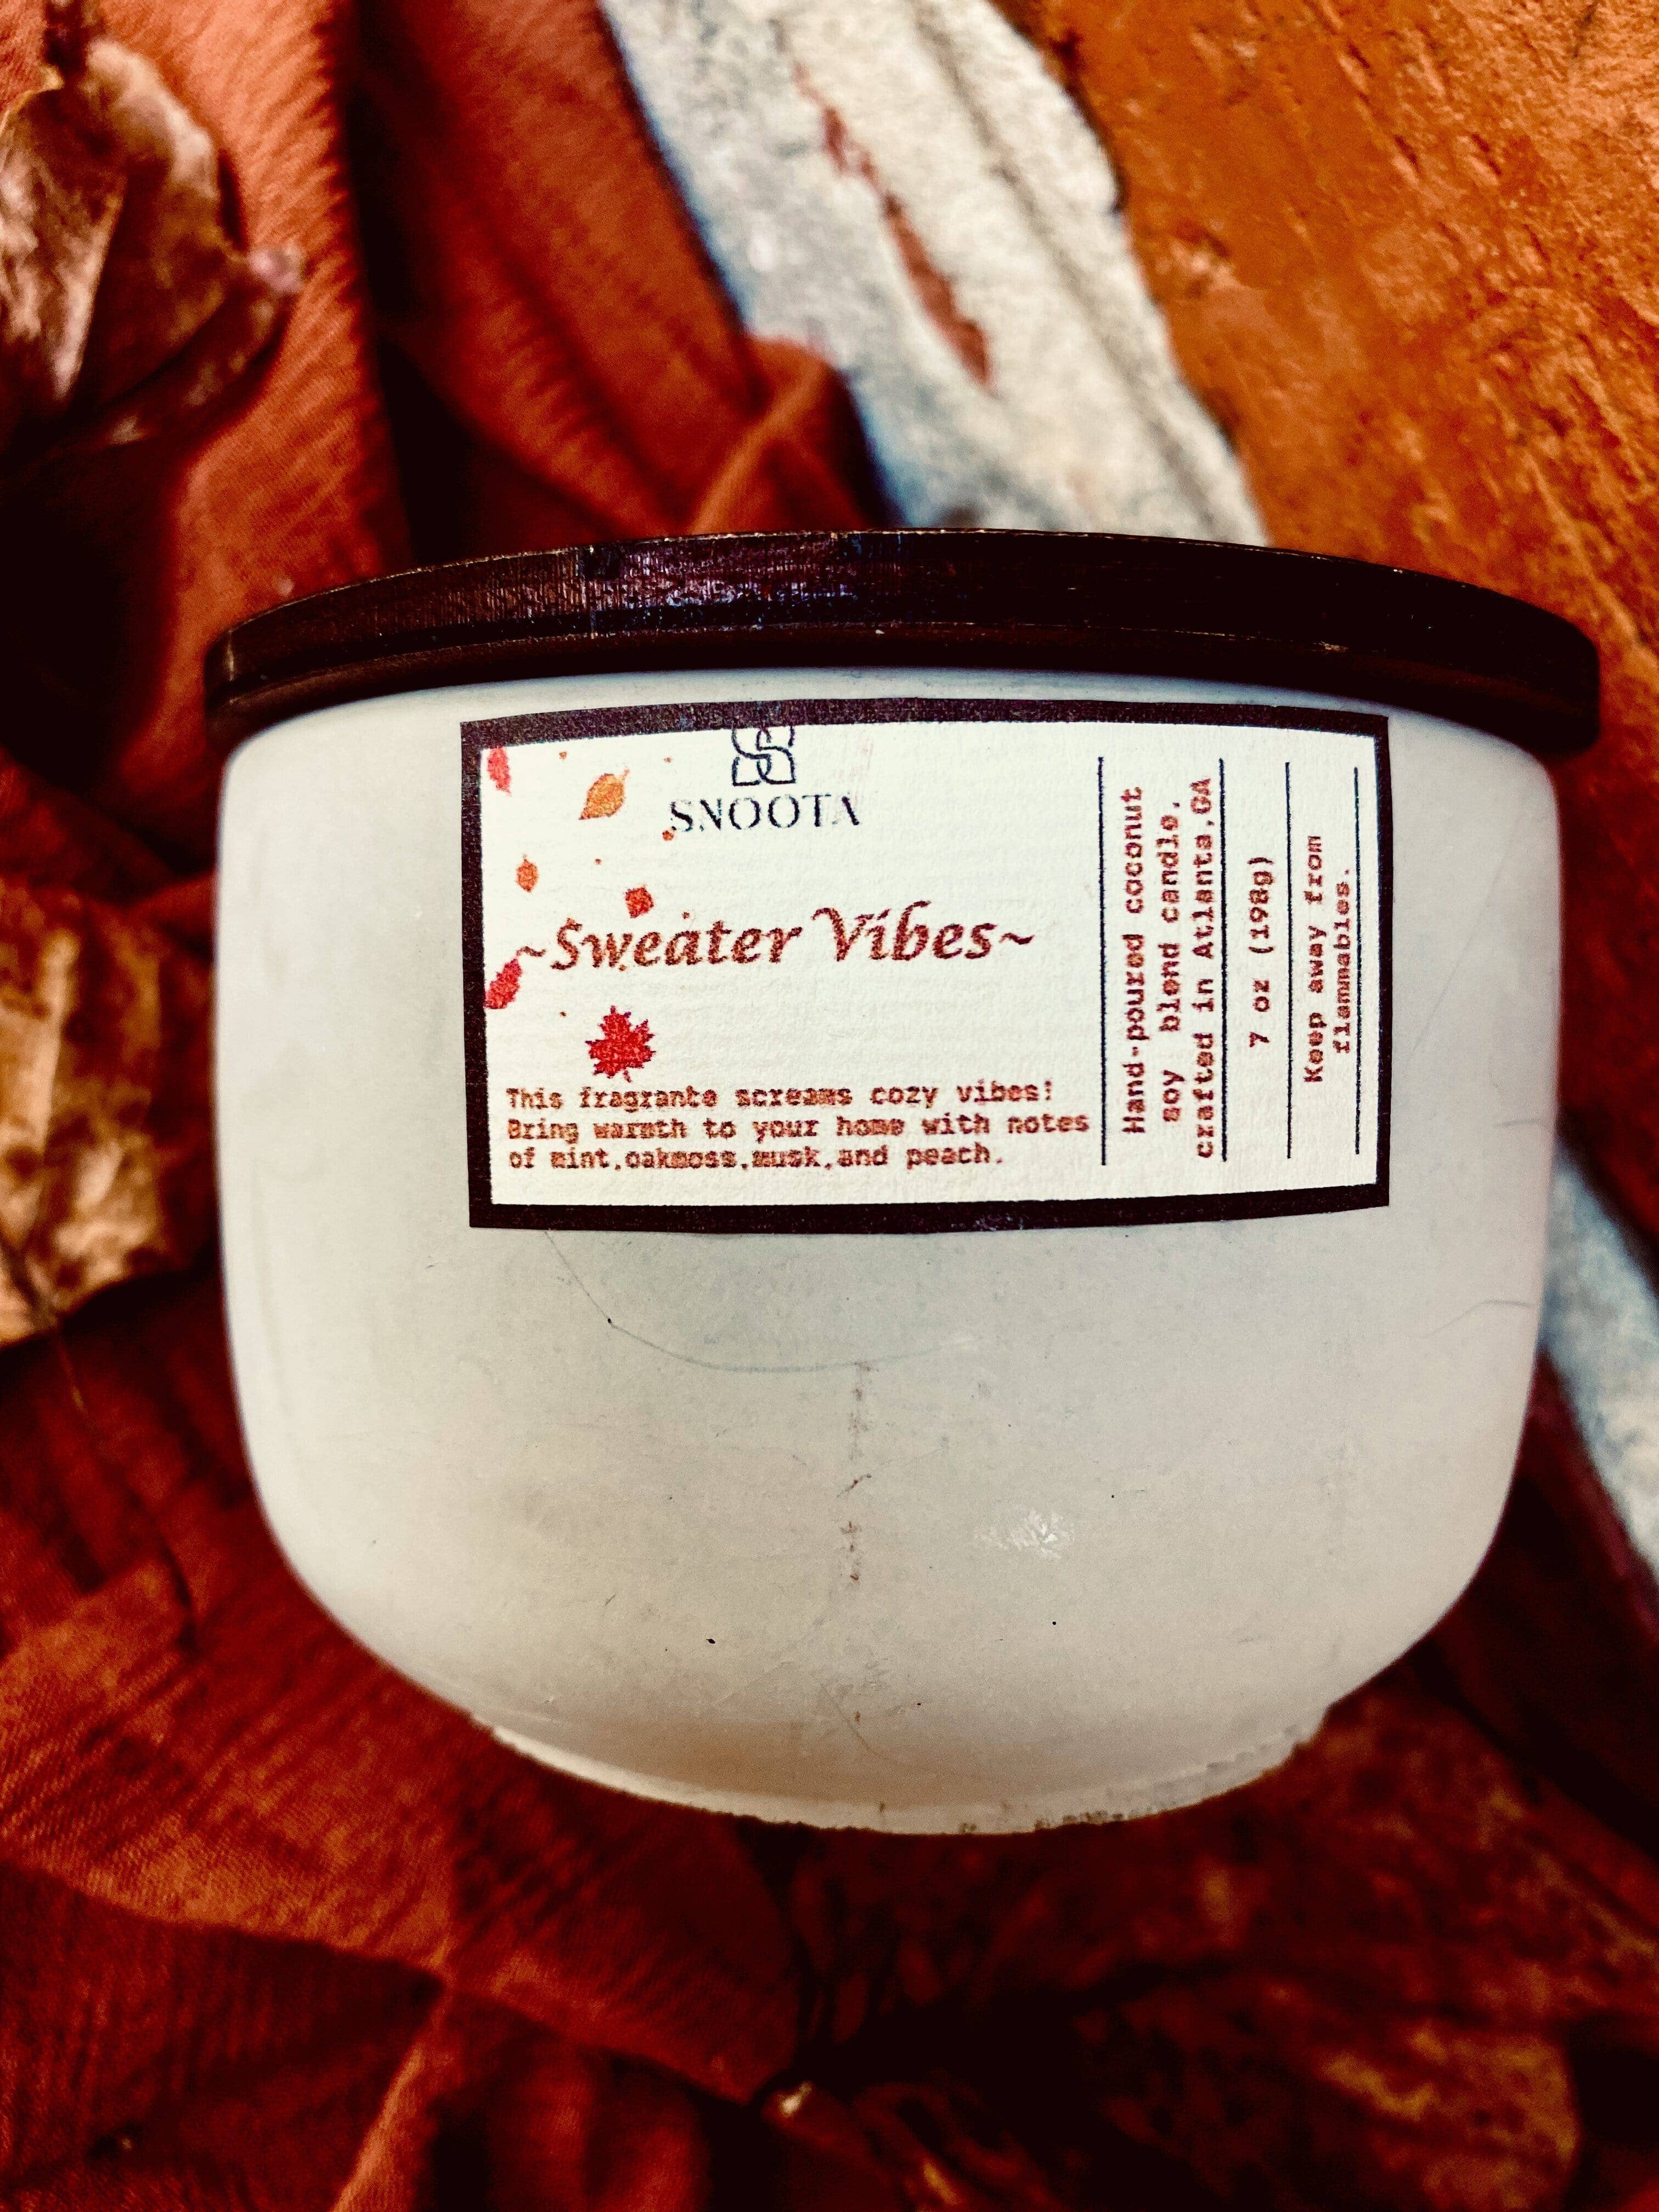 SNOOTA
~Sweater Vibes~
This fragrante screams cozy vibes!
Bring warmth to your home with notes
of mint,oakmoss,musk,and peach.
Hand-poured coconut
soy blend candle.
crafted in Atlanta,GA
7 oz (198g)
Keep away from
flammables.